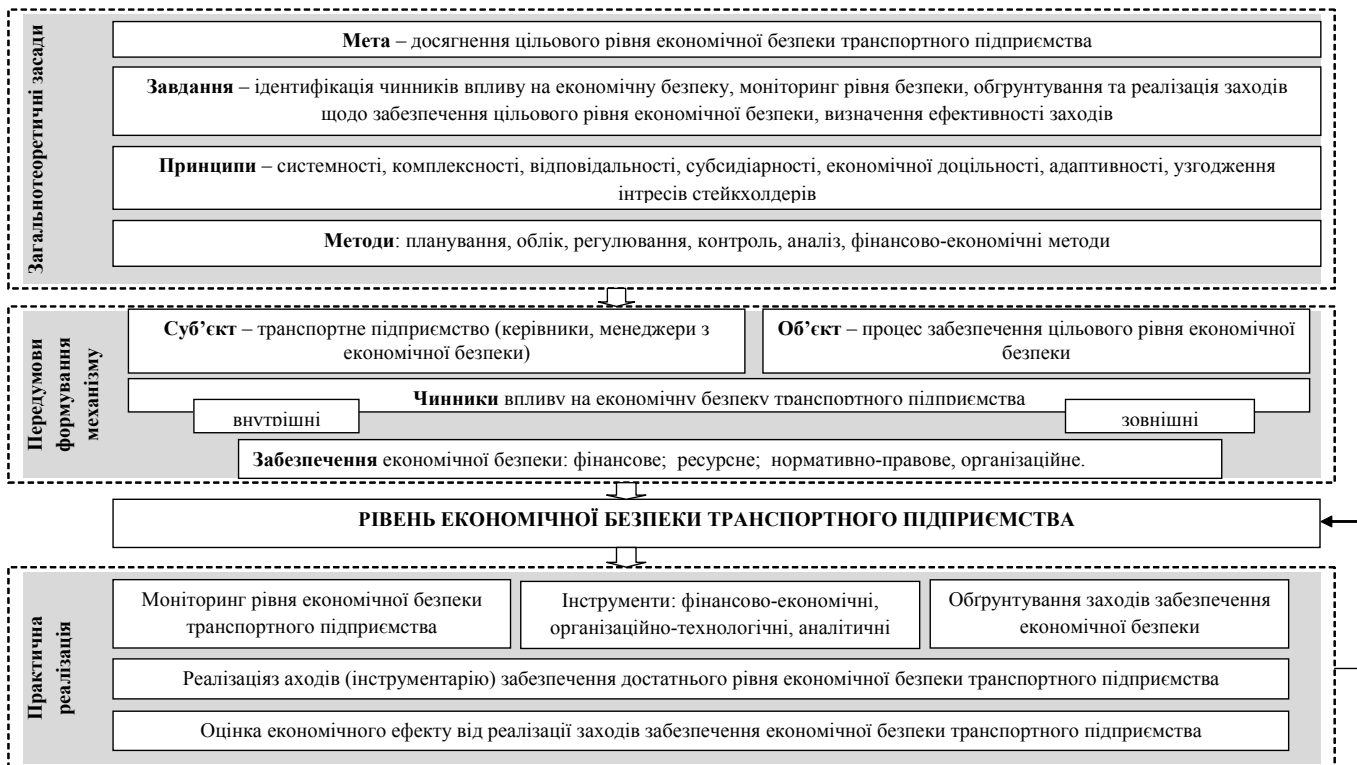 Загальнотеоретичні засади
Мета – досягнення цільового рівня економічної безпеки транспортного підприємства
Завдання – ідентифікація чинників впливу на економічну безпеку, моніторинг рівня безпеки, обгрунтування та реалізація заходів
щодо забезпечення цільового рівня економічної безпеки, визначення ефективності заходів
Принципи – системності, комплексності, відповідальності, субсидіарності, економічної доцільності, адаптивності, узгодження
інтресів стейкхолдерів
Методи: планування, облік, регулювання, контроль, аналіз, фінансово-економічні методи
Передумови
формування
механізму
Суб’єкт – транспортне підприємство (керівники, менеджери з
економічної безпеки)
Об’єкт – процес забезпечення цільового рівня економічної
безпеки
Чинники впливу на економічну безпеку транспортного підприємства
внутрішні
зовнішні
Забезпечення економічної безпеки: фінансове; ресурсне; нормативно-правове, організаційне.
РІВЕНЬ ЕКОНОМІЧНОЇ БЕЗПЕКИ ТРАНСПОРТНОГО ПІДПРИЄМСТВА
Практична
реалізація
Моніторинг рівня економічної безпеки
транспортного підприємства
Інструменти: фінансово-економічні,
організаційно-технологічні, аналітичні
Обґрунтування заходів забезпечення
економічної безпеки
Реалізаціяз аходів (інструментарію) забезпечення достатнього рівня економічної безпеки транспортного підприємства
Оцінка економічного ефекту від реалізації заходів забезпечення економічної безпеки транспортного підприємства